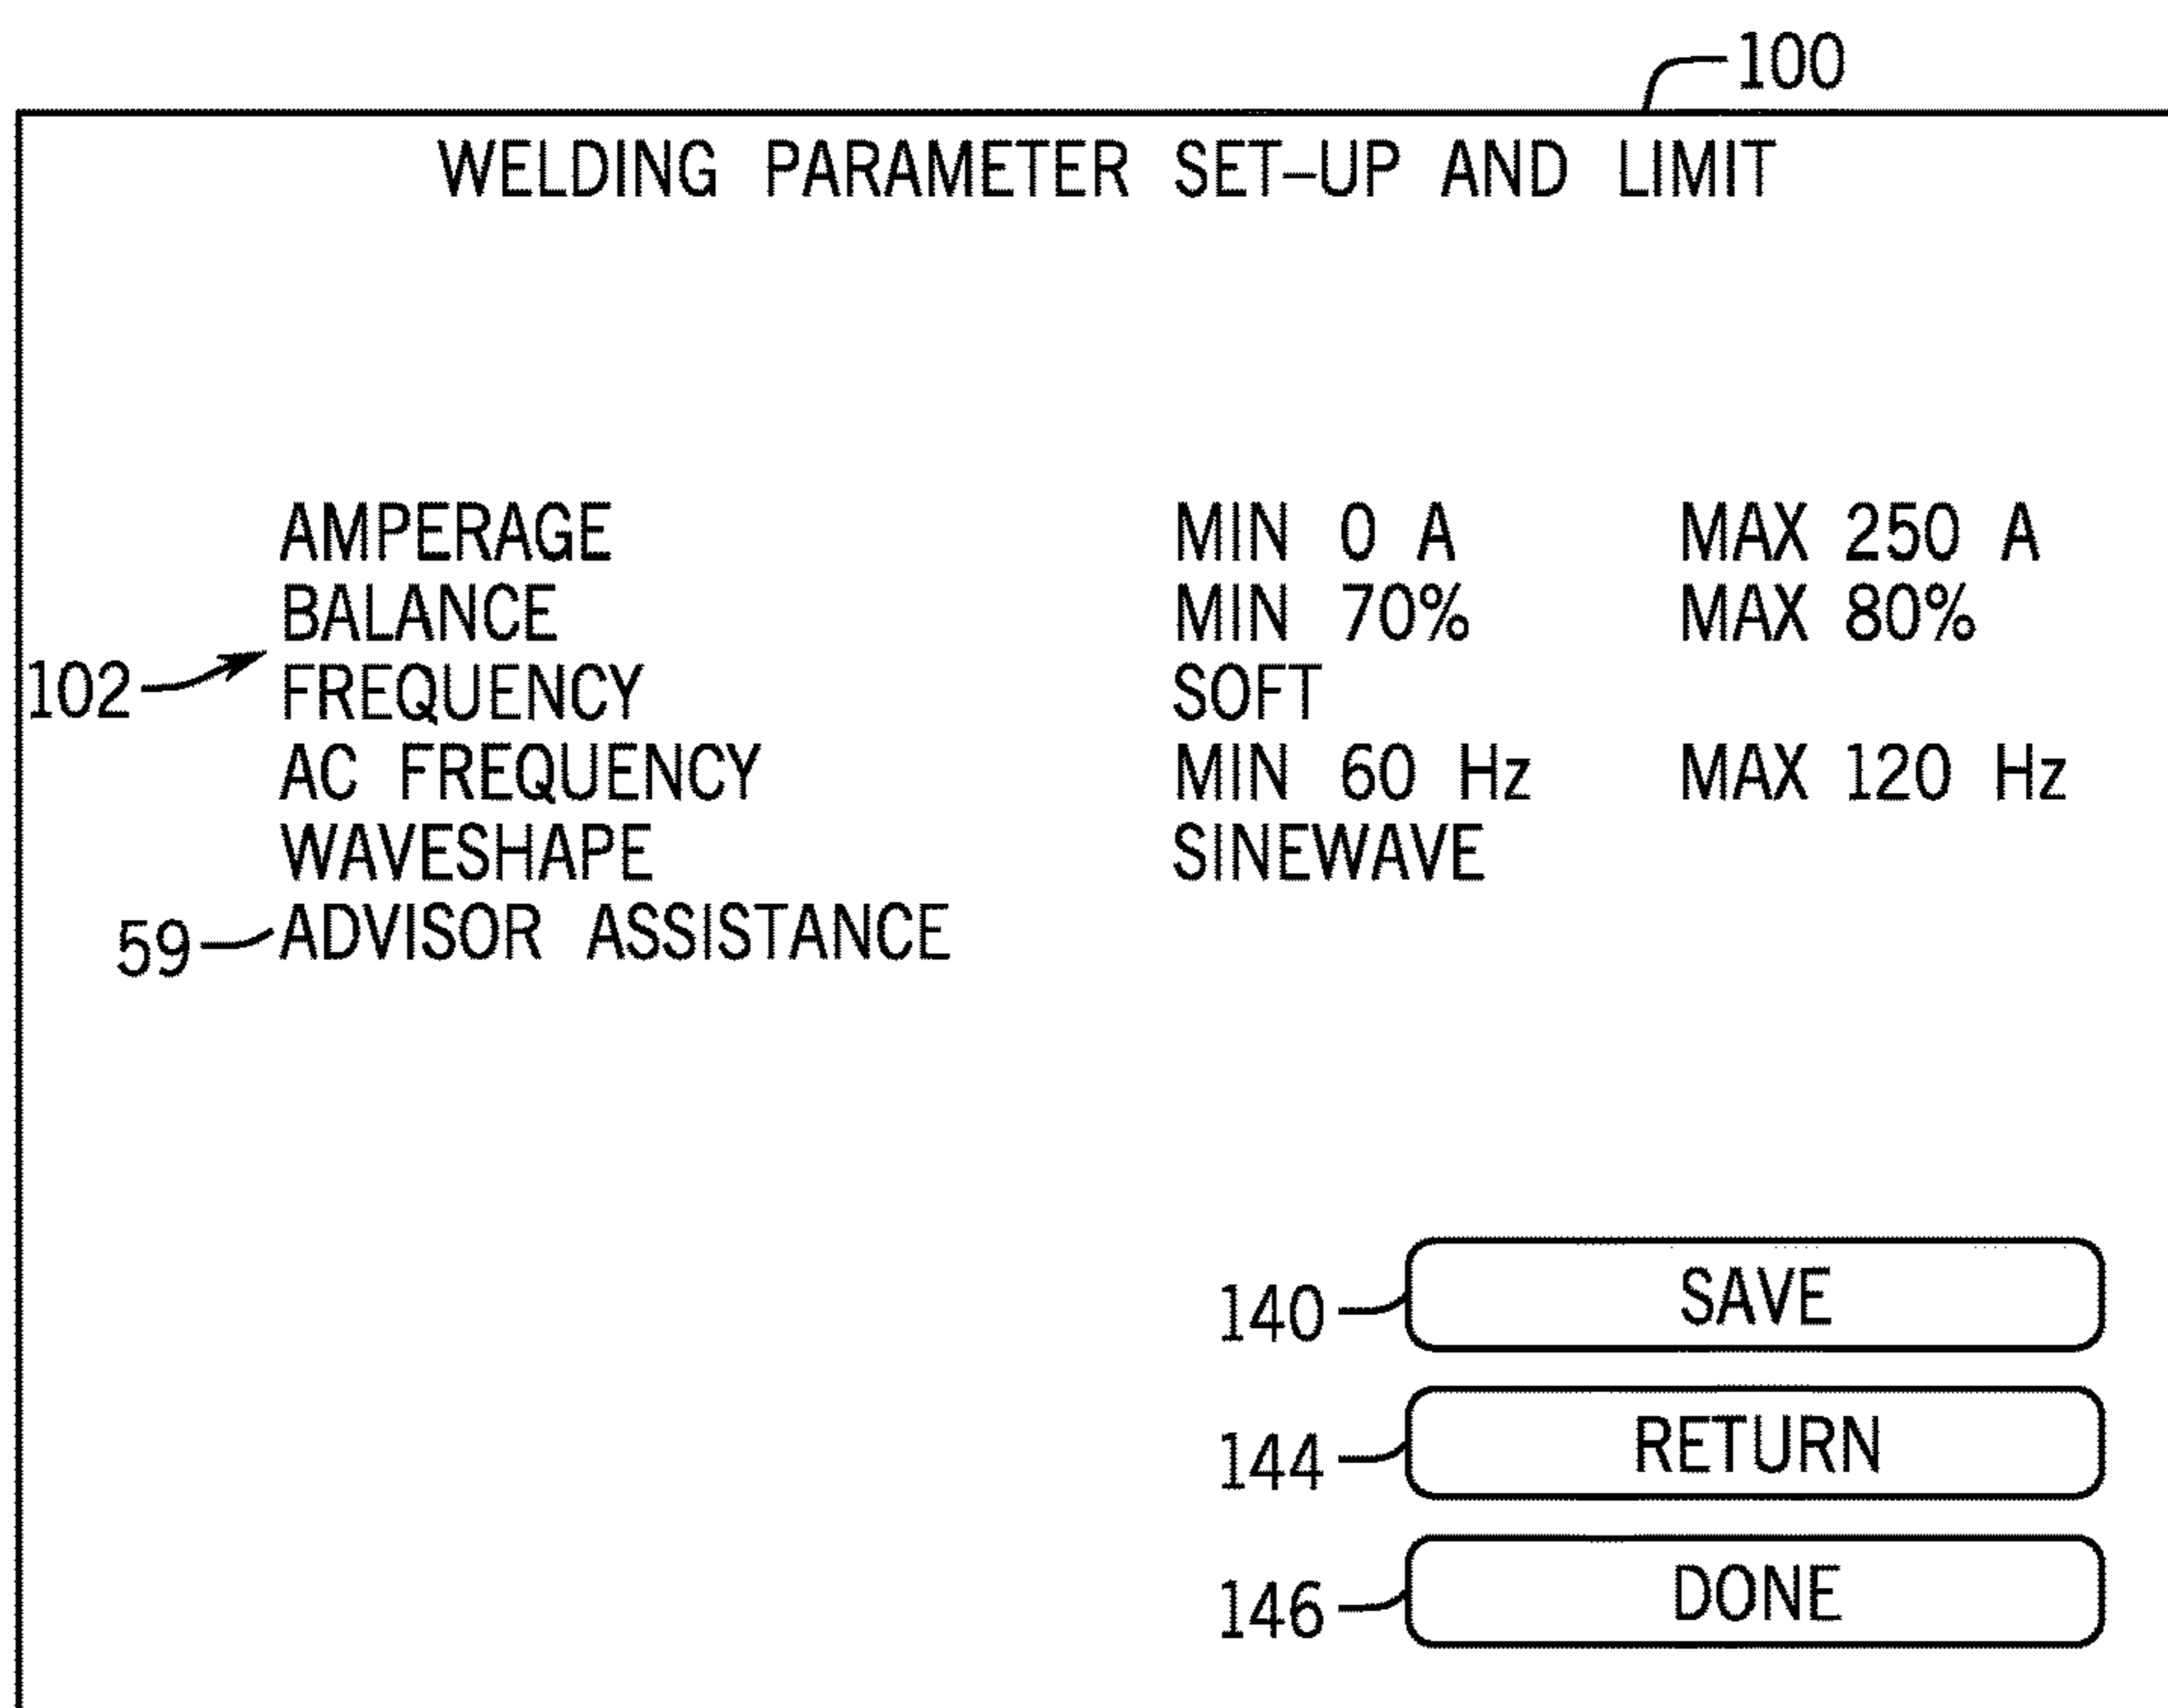 100
WELDING PARAMETER SET-UP AND LIMIT
AMPERAGE MIN 0 A MAX 250 A
BALANCE MIN 70% MAX 80%
102 FREQUENCY SOFT
AC FREQUENCY MIN 60 Hz MAX 120 Hz
WAVESHAPE SINEWAVE
59 ADVISOR ASSISTANCE
140 SAVE
144 RETURN
146 DONE